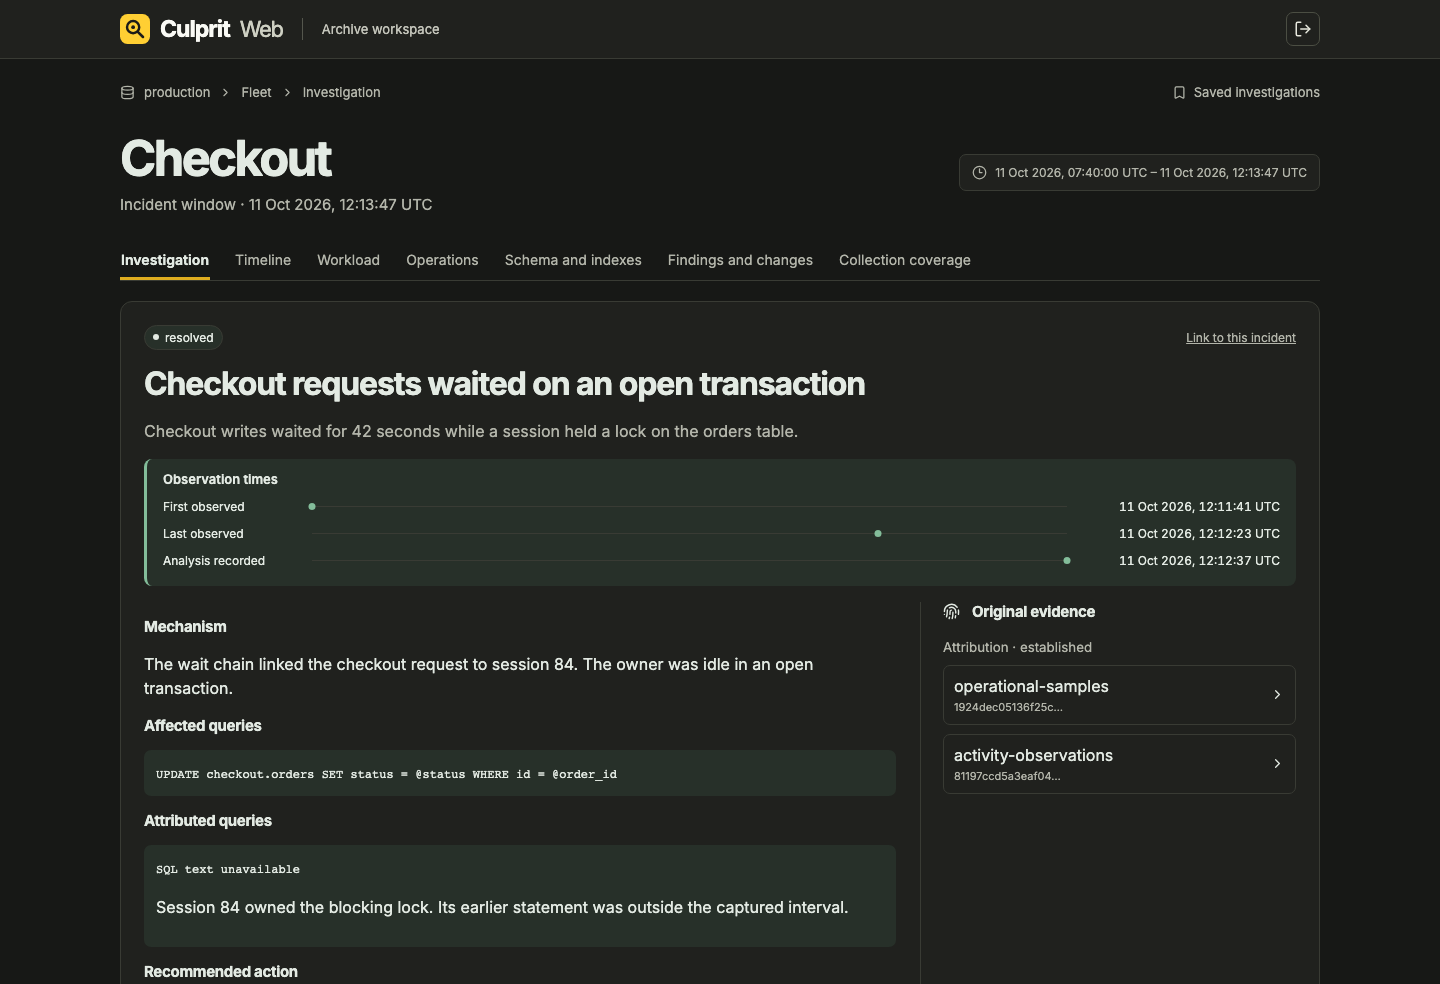 Culprit Web
Archive workspace
production > Fleet > Investigation
Saved investigations
Checkout
Incident window · 11 Oct 2026, 12:13:47 UTC
11 Oct 2026, 07:40:00 UTC – 11 Oct 2026, 12:13:47 UTC
Investigation
Timeline
Workload
Operations
Schema and indexes
Findings and changes
Collection coverage
resolved
Link to this incident
Checkout requests waited on an open transaction
Checkout writes waited for 42 seconds while a session held a lock on the orders table.
Observation times
First observed 11 Oct 2026, 12:11:41 UTC
Last observed 11 Oct 2026, 12:12:23 UTC
Analysis recorded 11 Oct 2026, 12:12:37 UTC
Mechanism
The wait chain linked the checkout request to session 84. The owner was idle in an open
transaction.
Affected queries
UPDATE checkout.orders SET status = @status WHERE id = @order_id
Attributed queries
SQL text unavailable
Session 84 owned the blocking lock. Its earlier statement was outside the captured interval.
Recommended action
Original evidence
Attribution · established
operational-samples
1924dec05136f25c...
activity-observations
81197ccd5a3eaf04...